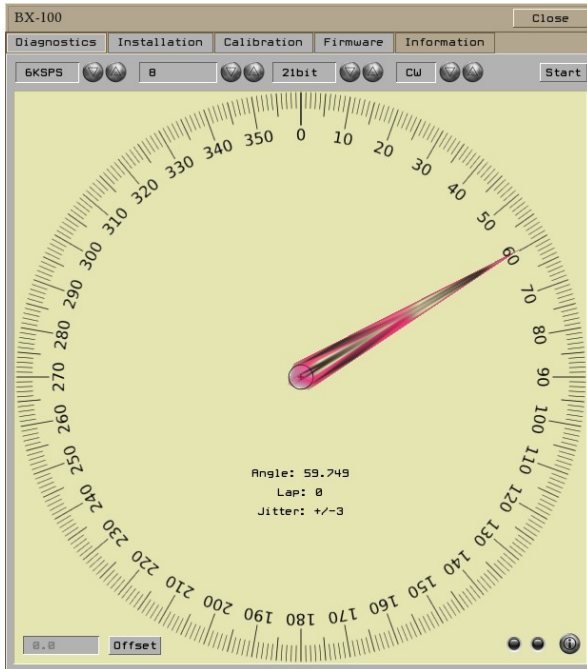 BX-100 Close
Diagnostics Installation Calibration Firmware Information
6KSPS 8 21bit CW Start
0 10 20 30 40 50 60 70 80 90 100 110 120 130 140 150 160 170 180 190 200 210 220 230 240 250 260 270 280 290 300 310 320 330 340 350
Angle: 59.749
Lap: 0
Jitter: +/-3
0.0 Offset